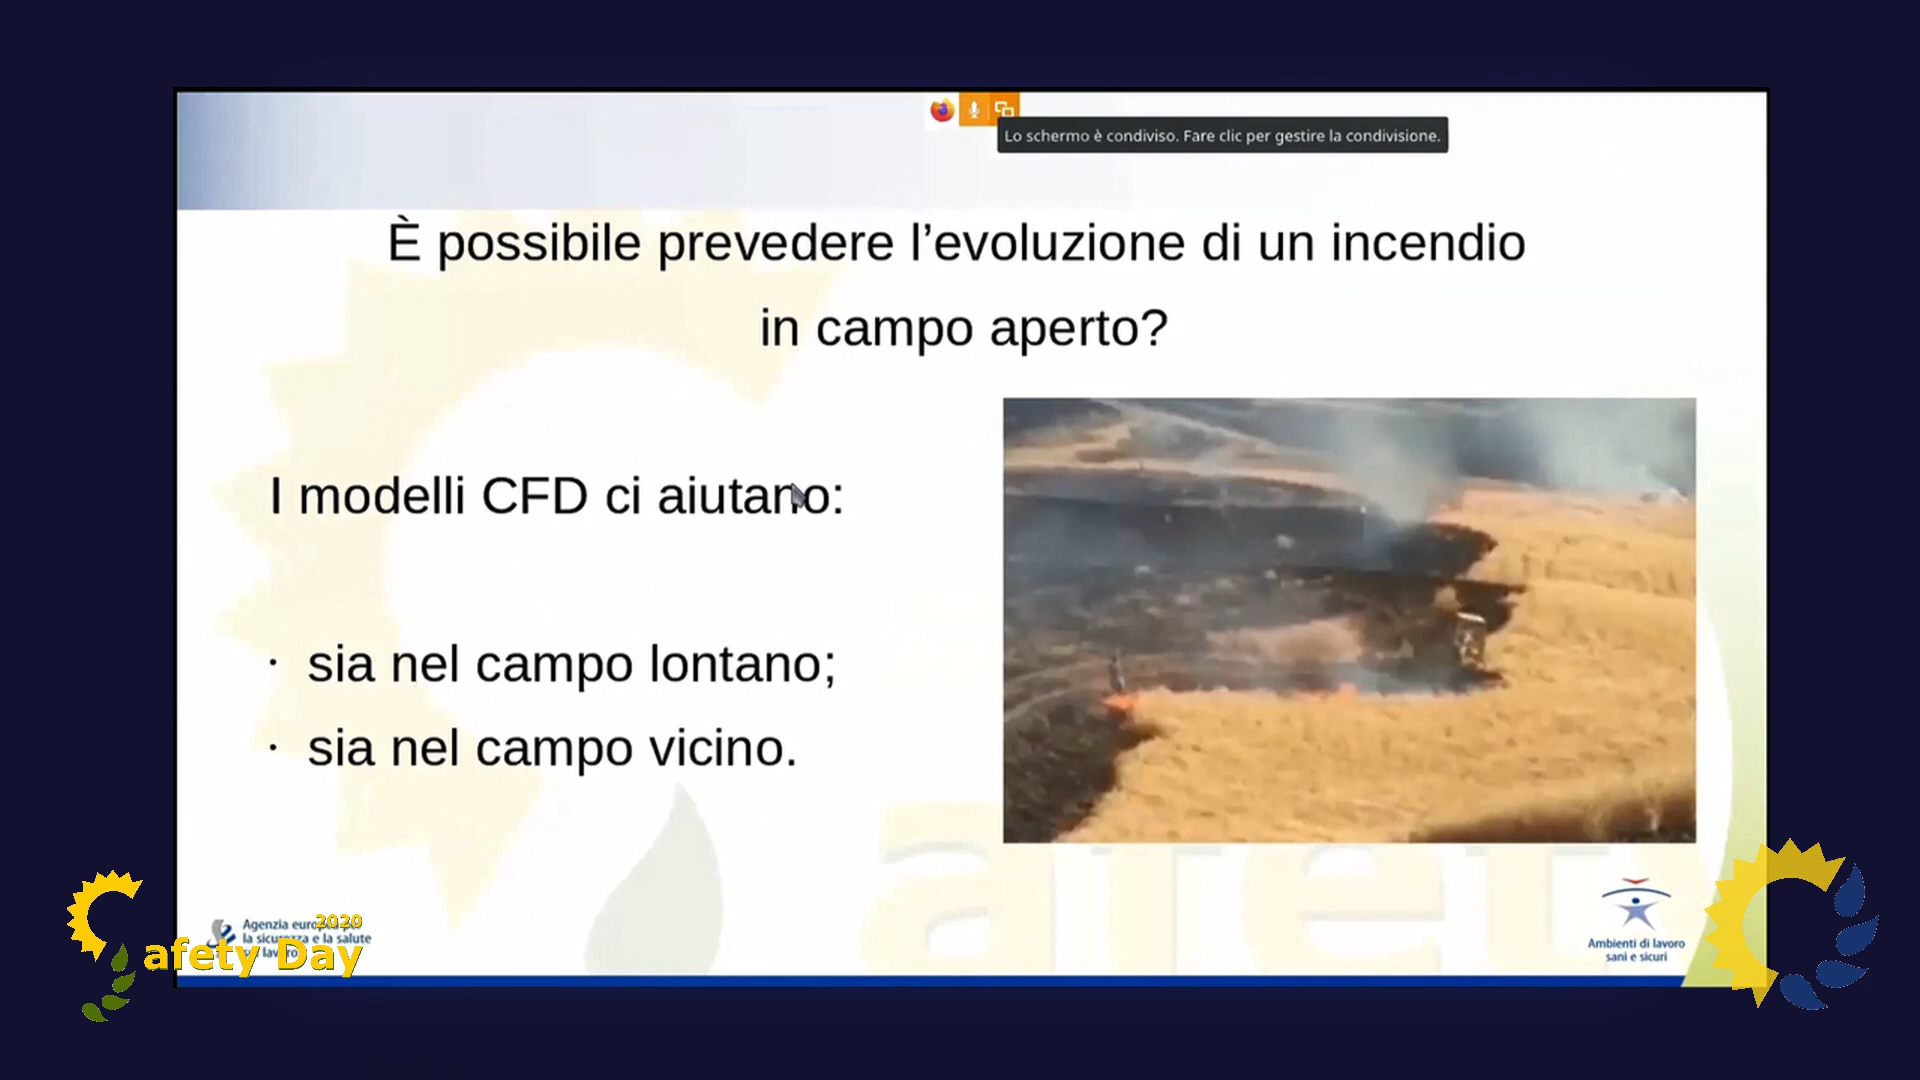 Lo schermo è condiviso. Fare clic per gestire la condivisione.
È possibile prevedere l’evoluzione di un incendio
in campo aperto?
I modelli CFD ci aiutano:
· sia nel campo lontano;
· sia nel campo vicino.
2020
afety Day
Agenzia
la sicurezza e la salute
Ambienti di lavoro
sani e sicuri
afet